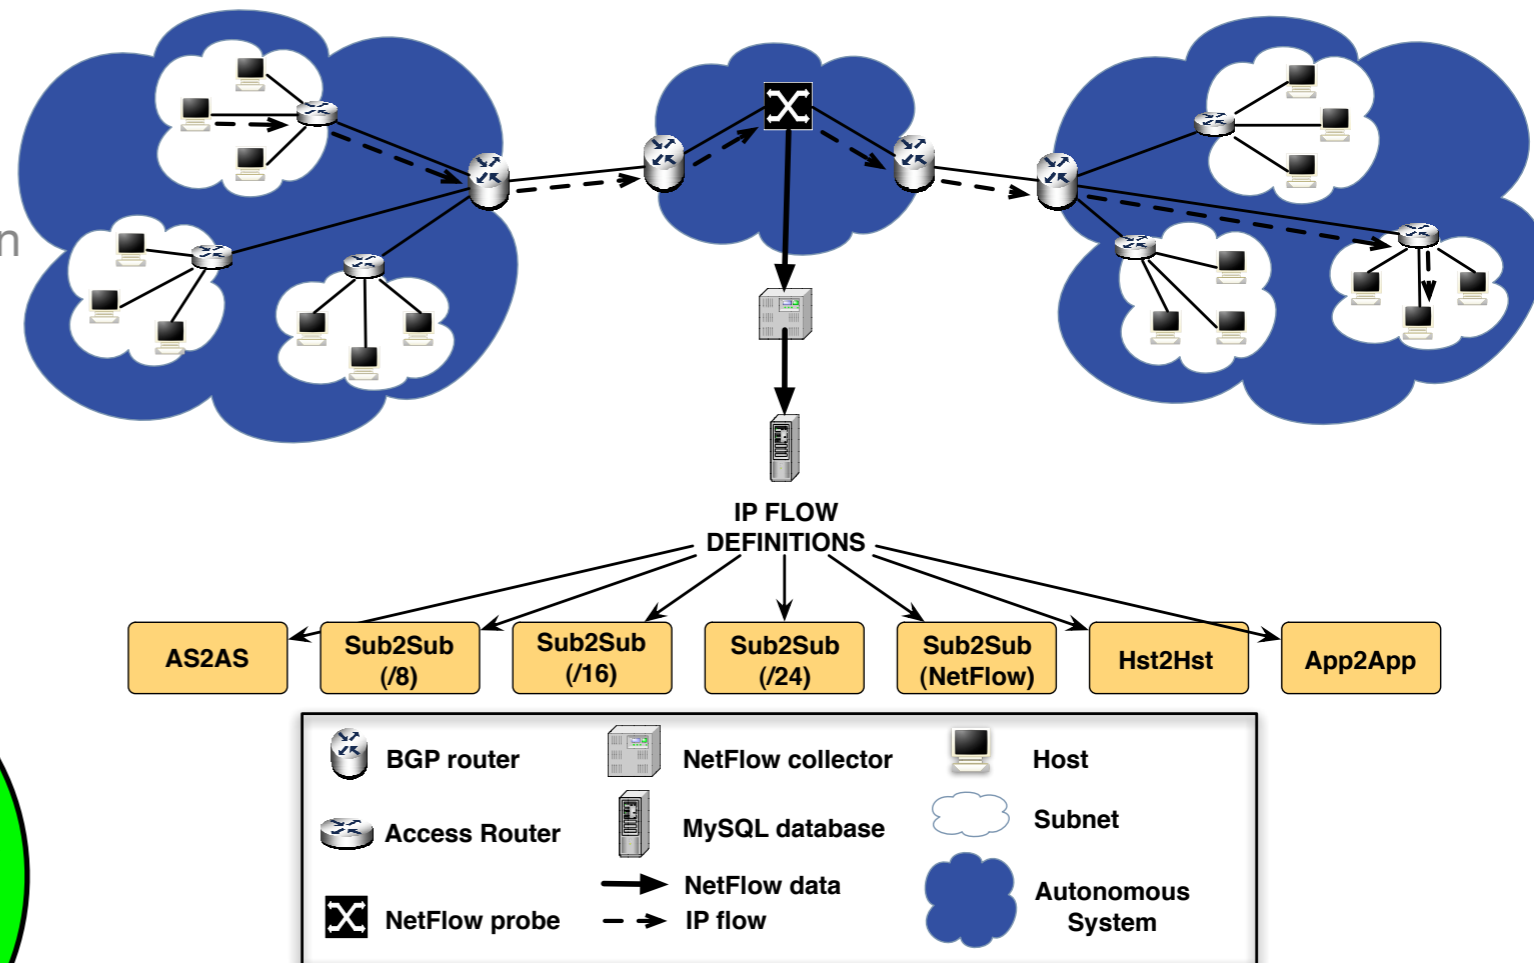 n
IP FLOW
DEFINITIONS
AS2AS
Sub2Sub
(/8)
Sub2Sub
(/16)
Sub2Sub
(/24)
Sub2Sub
(NetFlow)
Hst2Hst
App2App
BGP router
NetFlow collector
Host
Access Router
MySQL database
Subnet
NetFlow data
NetFlow probe
IP flow
Autonomous
System